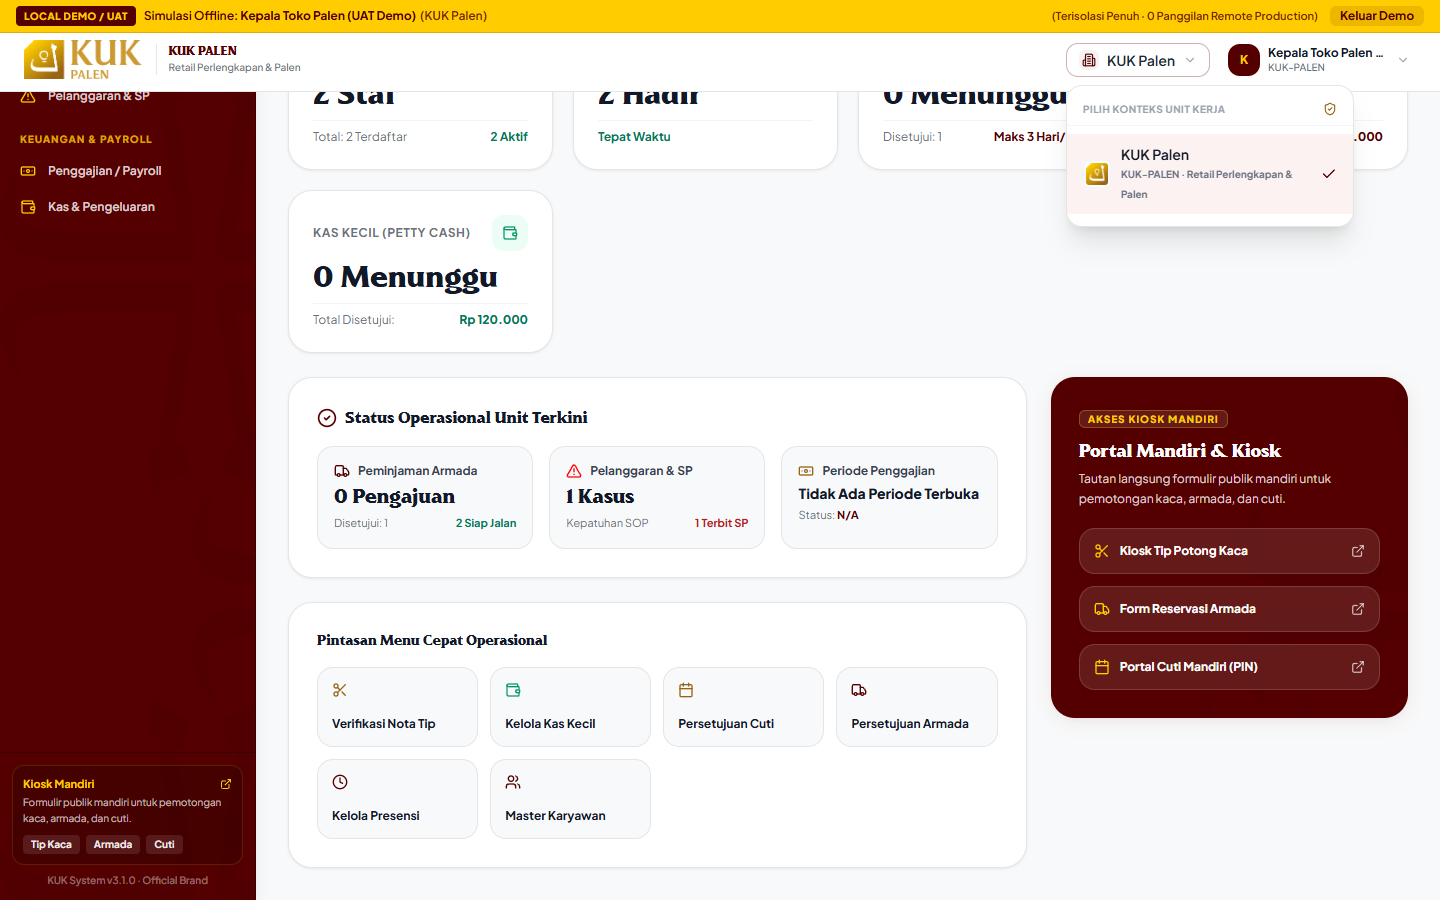 LOCAL DEMO / UAT Simulasi Offline: Kepala Toko Palen (UAT Demo) (KUK Palen) (Terisolasi Penuh · 0 Panggilan Remote Production) Keluar Demo
KUK PALEN
KUK PALEN
Retail Perlengkapan & Palen
KUK Palen
K
Kepala Toko Palen ...
KUK-PALEN
PILIH KONTEKS UNIT KERJA
KUK Palen
KUK-PALEN · Retail Perlengkapan &
Palen
Pelanggaran & SP
KEUANGAN & PAYROLL
Penggajian / Payroll
Kas & Pengeluaran
2 Staf
Total: 2 Terdaftar 2 Aktif
2 Hadir
Tepat Waktu
0 Menunggu
Disetujui: 1 Maks 3 Hari/
.000
KAS KECIL (PETTY CASH)
0 Menunggu
Total Disetujui: Rp 120.000
Status Operasional Unit Terkini
Peminjaman Armada
0 Pengajuan
Disetujui: 1 2 Siap Jalan
Pelanggaran & SP
1 Kasus
Kepatuhan SOP 1 Terbit SP
Periode Penggajian
Tidak Ada Periode Terbuka
Status: N/A
AKSES KIOSK MANDIRI
Portal Mandiri & Kiosk
Tautan langsung formulir publik mandiri untuk
pemotongan kaca, armada, dan cuti.
Kiosk Tip Potong Kaca
Form Reservasi Armada
Portal Cuti Mandiri (PIN)
Pintasan Menu Cepat Operasional
Verifikasi Nota Tip
Kelola Kas Kecil
Persetujuan Cuti
Persetujuan Armada
Kelola Presensi
Master Karyawan
Kiosk Mandiri
Formulir publik mandiri untuk pemotongan
kaca, armada, dan cuti.
Tip Kaca Armada Cuti
KUK System v3.1.0 · Official Brand